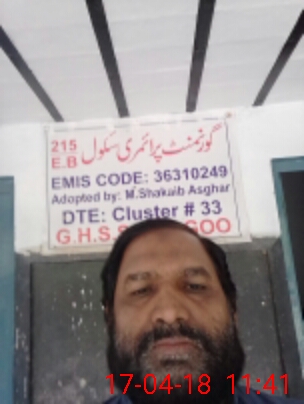 گورنمنٹ پرائمری سکول 215 E.B
EMIS CODE: 36310249
Adopted by: M.Shakaib Asghar
DTE: Cluster # 33
G.H.S. GOO
17-04-18 11:41